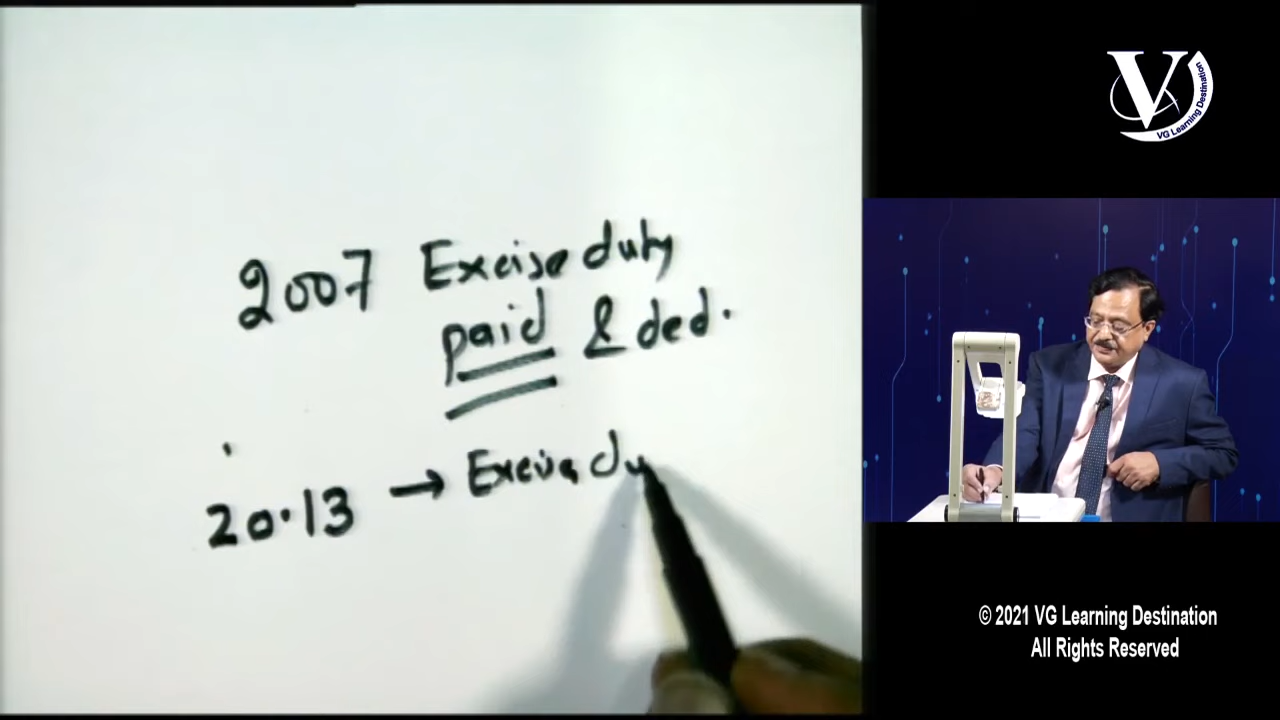 2007 Excise duty
paid & ded.
20.13 → Excise du
V
VG Learning Destination
© 2021 VG Learning Destination
All Rights Reserved